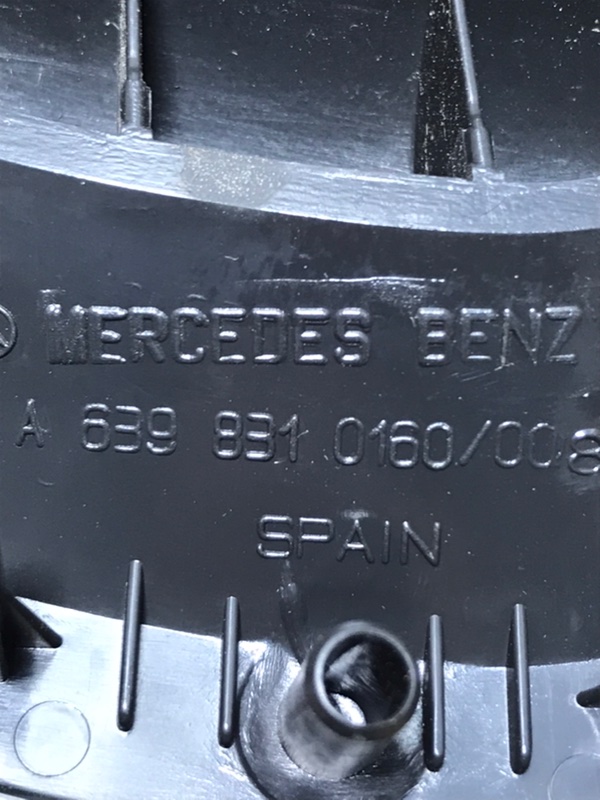 MERCEDES BENZ
A 639 831 0160/008
SPAIN